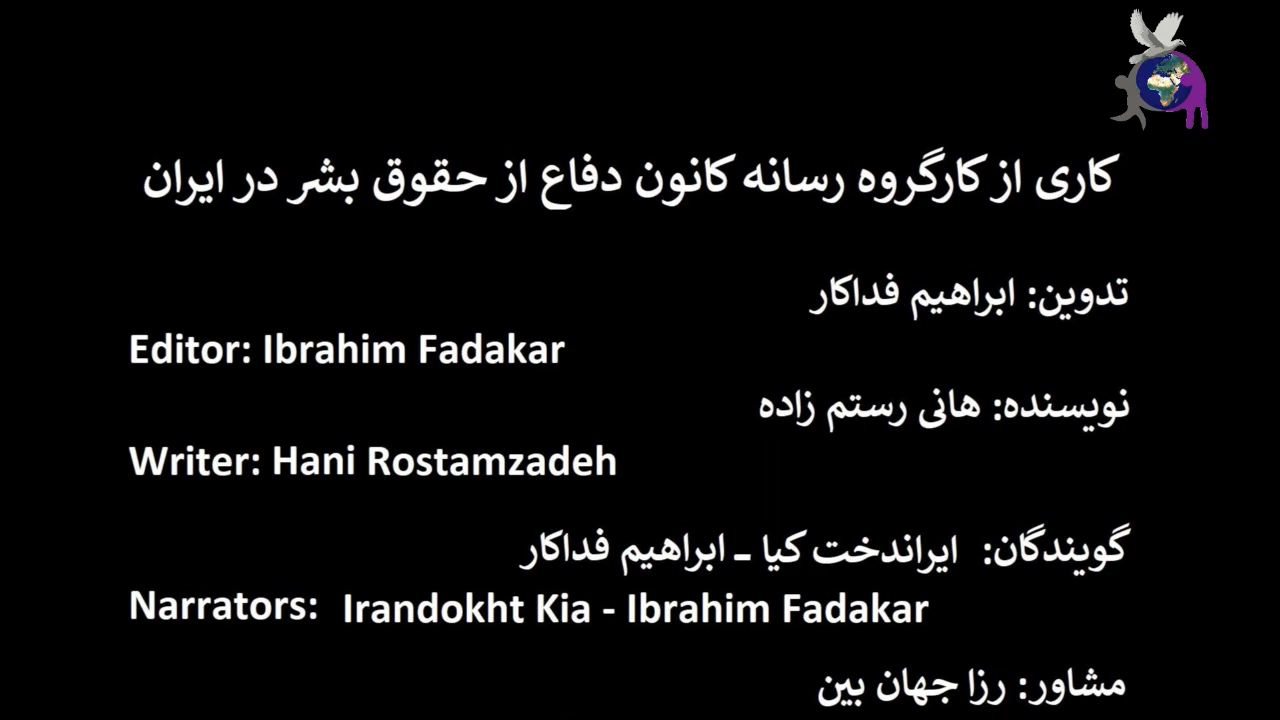 کاری از کارگروه رسانه کانون دفاع از حقوق بشر در ایران
تدوین: ابراهیم فداکار
Editor: Ibrahim Fadakar
نویسنده: هانی رستم زاده
Writer: Hani Rostamzadeh
گویندگان: ایراندخت کیا - ابراهیم فداکار
Narrators: Irandokht Kia - Ibrahim Fadakar
مشاور: رزا جهان بین